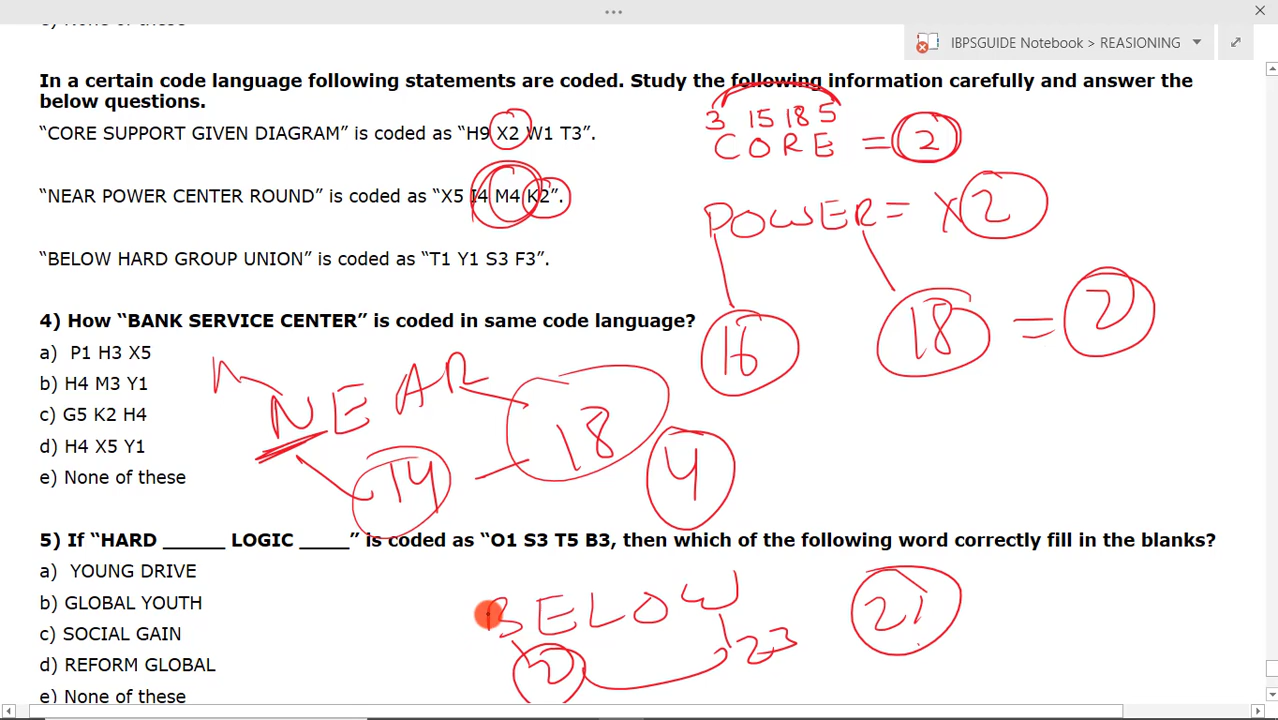 IBPSGUIDE Notebook > REASIONING
In a certain code language following statements are coded. Study the following information carefully and answer the
below questions.
3 15 18 5
"CORE SUPPORT GIVEN DIAGRAM" is coded as "H9 X2 W1 T3".
CORE = 2
"NEAR POWER CENTER ROUND" is coded as "X5 I4 M4 K2".
POWER = X2
"BELOW HARD GROUP UNION" is coded as "T1 Y1 S3 F3".
4) How "BANK SERVICE CENTER" is coded in same code language?
16
18 = 2
a) P1 H3 X5
b) H4 M3 Y1
c) G5 K2 H4
d) H4 X5 Y1
e) None of these
NEAR
18
14
4
5) If "HARD _____ LOGIC ____" is coded as "O1 S3 T5 B3, then which of the following word correctly fill in the blanks?
a) YOUNG DRIVE
b) GLOBAL YOUTH
c) SOCIAL GAIN
d) REFORM GLOBAL
e) None of these
BELOW
21
2
23